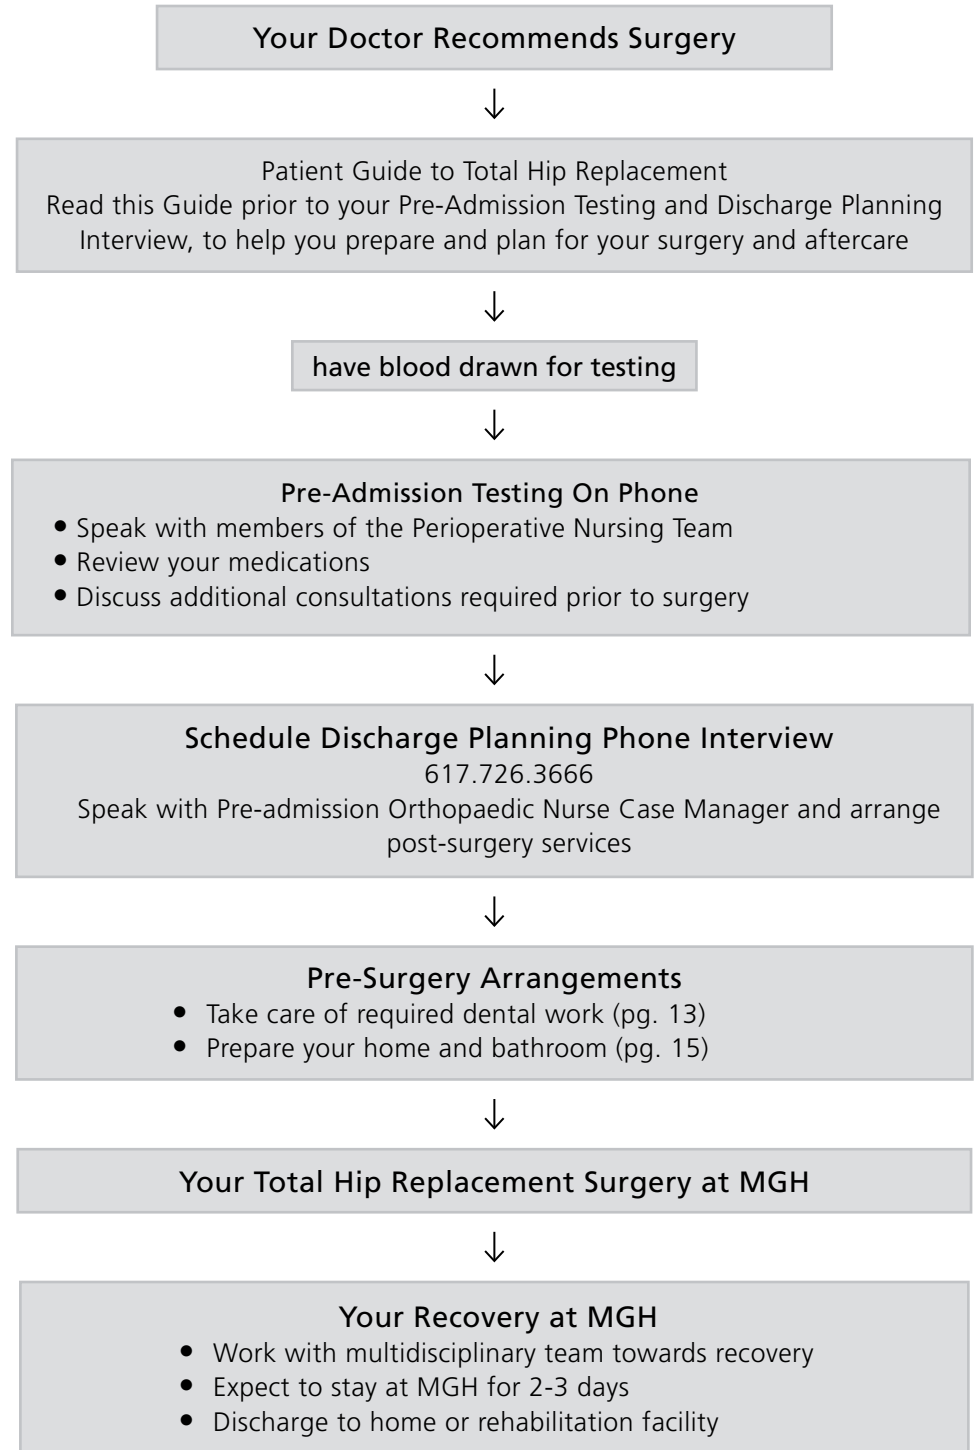 Your Doctor Recommends Surgery
↓
Patient Guide to Total Hip Replacement
Read this Guide prior to your Pre-Admission Testing and Discharge Planning
Interview, to help you prepare and plan for your surgery and aftercare
↓
have blood drawn for testing
↓
Pre-Admission Testing On Phone
• Speak with members of the Perioperative Nursing Team
• Review your medications
• Discuss additional consultations required prior to surgery
↓
Schedule Discharge Planning Phone Interview
617.726.3666
Speak with Pre-admission Orthopaedic Nurse Case Manager and arrange
post-surgery services
↓
Pre-Surgery Arrangements
• Take care of required dental work (pg. 13)
• Prepare your home and bathroom (pg. 15)
↓
Your Total Hip Replacement Surgery at MGH
↓
Your Recovery at MGH
• Work with multidisciplinary team towards recovery
• Expect to stay at MGH for 2-3 days
• Discharge to home or rehabilitation facility